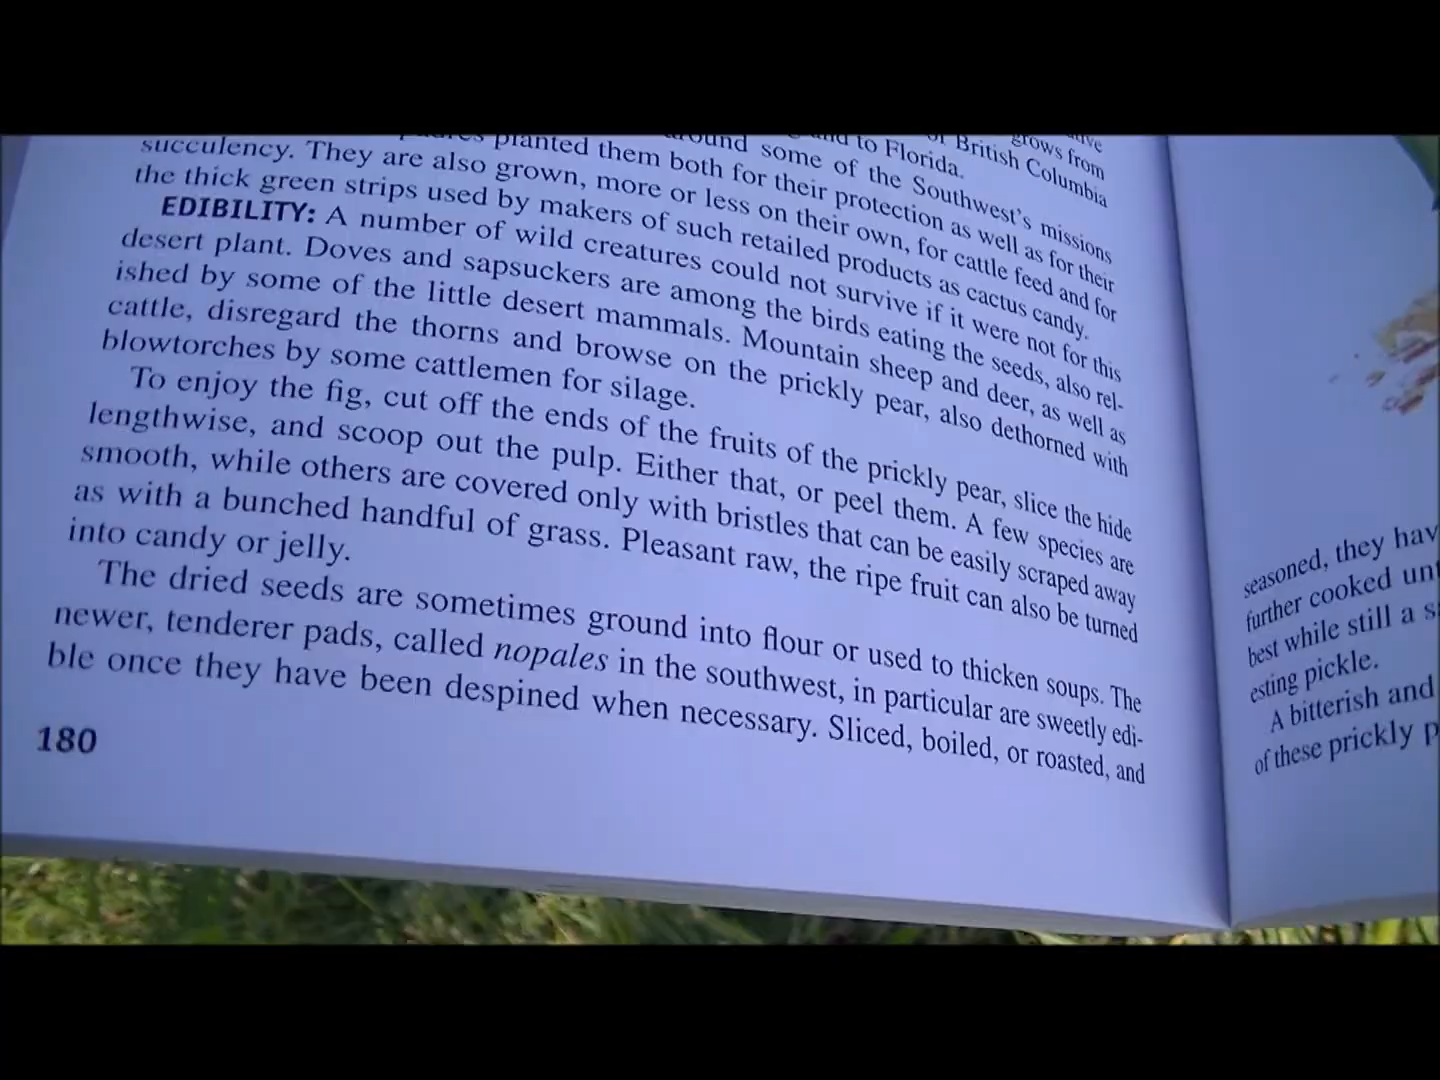 grows from
of British Columbia
and to Florida.
around some of the Southwest's missions
padres planted them both for their protection as well as for their
succulency. They are also grown, more or less on their own, for cattle feed and for
the thick green strips used by makers of such retailed products as cactus candy.
EDIBILITY: A number of wild creatures could not survive if it were not for this
desert plant. Doves and sapsuckers are among the birds eating the seeds, also rel-
ished by some of the little desert mammals. Mountain sheep and deer, as well as
cattle, disregard the thorns and browse on the prickly pear, also dethorned with
blowtorches by some cattlemen for silage.
To enjoy the fig, cut off the ends of the fruits of the prickly pear, slice the hide
lengthwise, and scoop out the pulp. Either that, or peel them. A few species are
smooth, while others are covered only with bristles that can be easily scraped away
as with a bunched handful of grass. Pleasant raw, the ripe fruit can also be turned
into candy or jelly.
The dried seeds are sometimes ground into flour or used to thicken soups. The
newer, tenderer pads, called nopales in the southwest, in particular are sweetly edi-
ble once they have been despined when necessary. Sliced, boiled, or roasted, and
180
seasoned, they hav
further cooked unt
best while still a s
esting pickle.
A bitterish and
of these prickly p